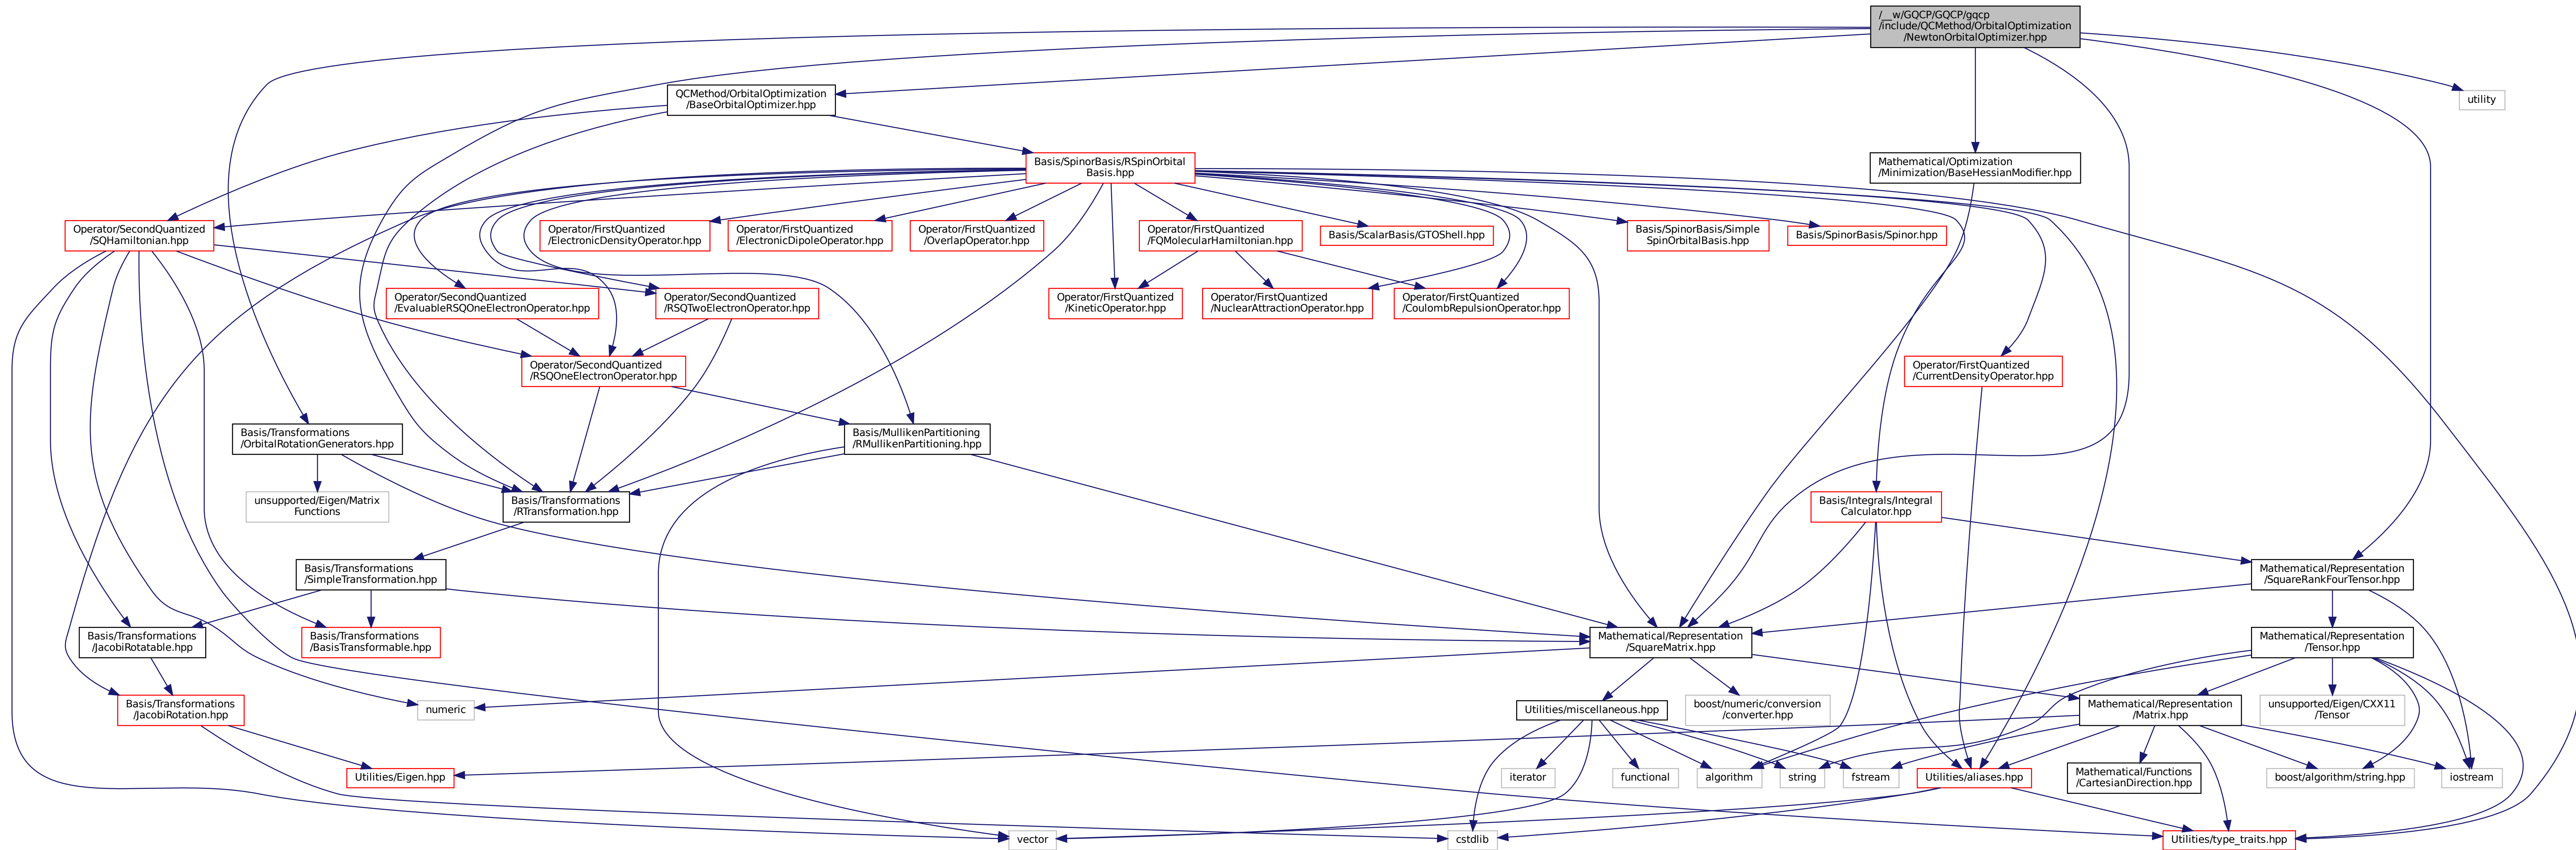 /__w/GQCP/GQCP/gqcp
/include/QCMethod/OrbitalOptimization
/NewtonOrbitalOptimizer.hpp
QCMethod/OrbitalOptimization
/BaseOrbitalOptimizer.hpp
utility
Basis/SpinorBasis/RSpinOrbital
Basis.hpp
Mathematical/Optimization
/Minimization/BaseHessianModifier.hpp
Operator/SecondQuantized
/SQHamiltonian.hpp
Operator/FirstQuantized
/ElectronicDensityOperator.hpp
Operator/FirstQuantized
/ElectronicDipoleOperator.hpp
Operator/FirstQuantized
/OverlapOperator.hpp
Operator/FirstQuantized
/FQMolecularHamiltonian.hpp
Basis/ScalarBasis/GTOShell.hpp
Basis/SpinorBasis/Simple
SpinOrbitalBasis.hpp
Basis/SpinorBasis/Spinor.hpp
Operator/SecondQuantized
/EvaluableRSQOneElectronOperator.hpp
Operator/SecondQuantized
/RSQTwoElectronOperator.hpp
Operator/FirstQuantized
/KineticOperator.hpp
Operator/FirstQuantized
/NuclearAttractionOperator.hpp
Operator/FirstQuantized
/CoulombRepulsionOperator.hpp
Operator/SecondQuantized
/RSQOneElectronOperator.hpp
Operator/FirstQuantized
/CurrentDensityOperator.hpp
Basis/Transformations
/OrbitalRotationGenerators.hpp
Basis/MullikenPartitioning
/RMullikenPartitioning.hpp
unsupported/Eigen/Matrix
Functions
Basis/Transformations
/RTransformation.hpp
Basis/Integrals/Integral
Calculator.hpp
Basis/Transformations
/SimpleTransformation.hpp
Mathematical/Representation
/SquareRankFourTensor.hpp
Basis/Transformations
/JacobiRotatable.hpp
Basis/Transformations
/BasisTransformable.hpp
Mathematical/Representation
/SquareMatrix.hpp
Mathematical/Representation
/Tensor.hpp
Basis/Transformations
/JacobiRotation.hpp
numeric
Utilities/miscellaneous.hpp
boost/numeric/conversion
/converter.hpp
Mathematical/Representation
/Matrix.hpp
unsupported/Eigen/CXX11
/Tensor
Utilities/Eigen.hpp
iterator
functional
algorithm
string
fstream
Utilities/aliases.hpp
Mathematical/Functions
/CartesianDirection.hpp
boost/algorithm/string.hpp
iostream
vector
cstdlib
Utilities/type_traits.hpp